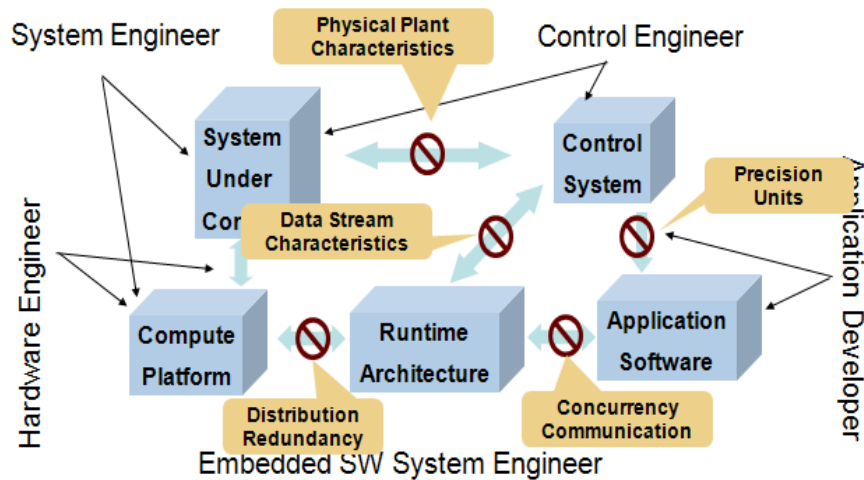 System Engineer
Physical Plant
Characteristics
Control Engineer
System
Under
Control
System
Precision
Units
Data Stream
Characteristics
Hardware Engineer
Application Developer
Compute
Platform
Runtime
Architecture
Application
Software
Distribution
Redundancy
Concurrency
Communication
Embedded SW System Engineer